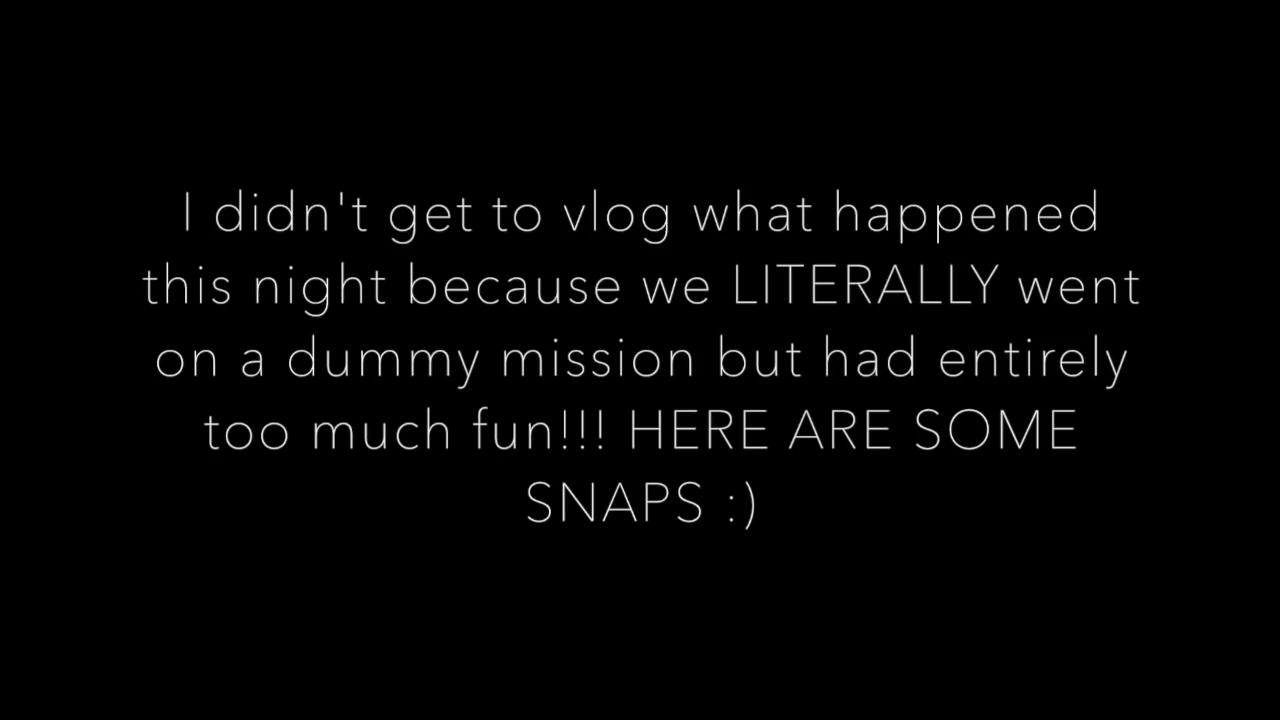 I didn't get to vlog what happened
this night because we LITERALLY went
on a dummy mission but had entirely
too much fun!!! HERE ARE SOME
SNAPS :)